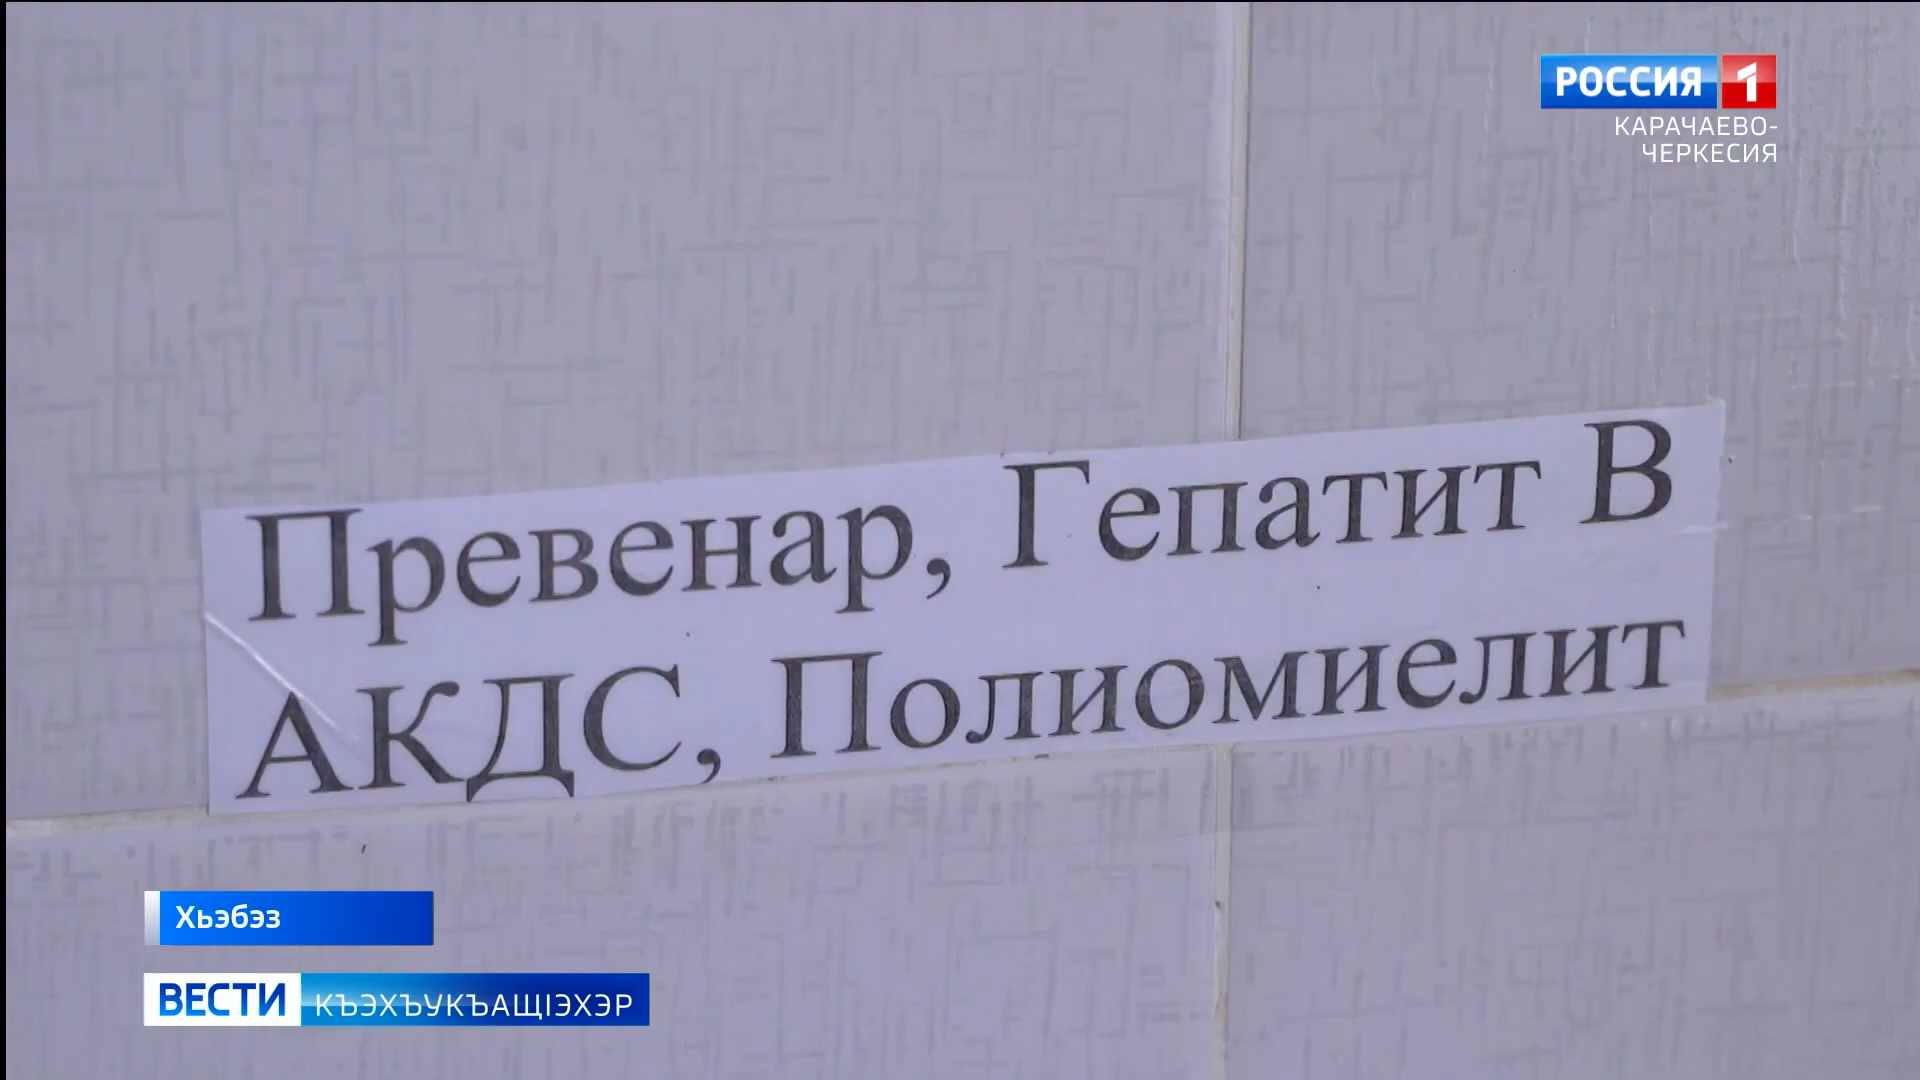 РОССИЯ 1
КАРАЧАЕВО-
ЧЕРКЕСИЯ
Превенар, Гепатит В
АКДС, Полиомиелит
Хьэбэз
ВЕСТИ КЪЭХЪУКЪАЩІЭХЭР